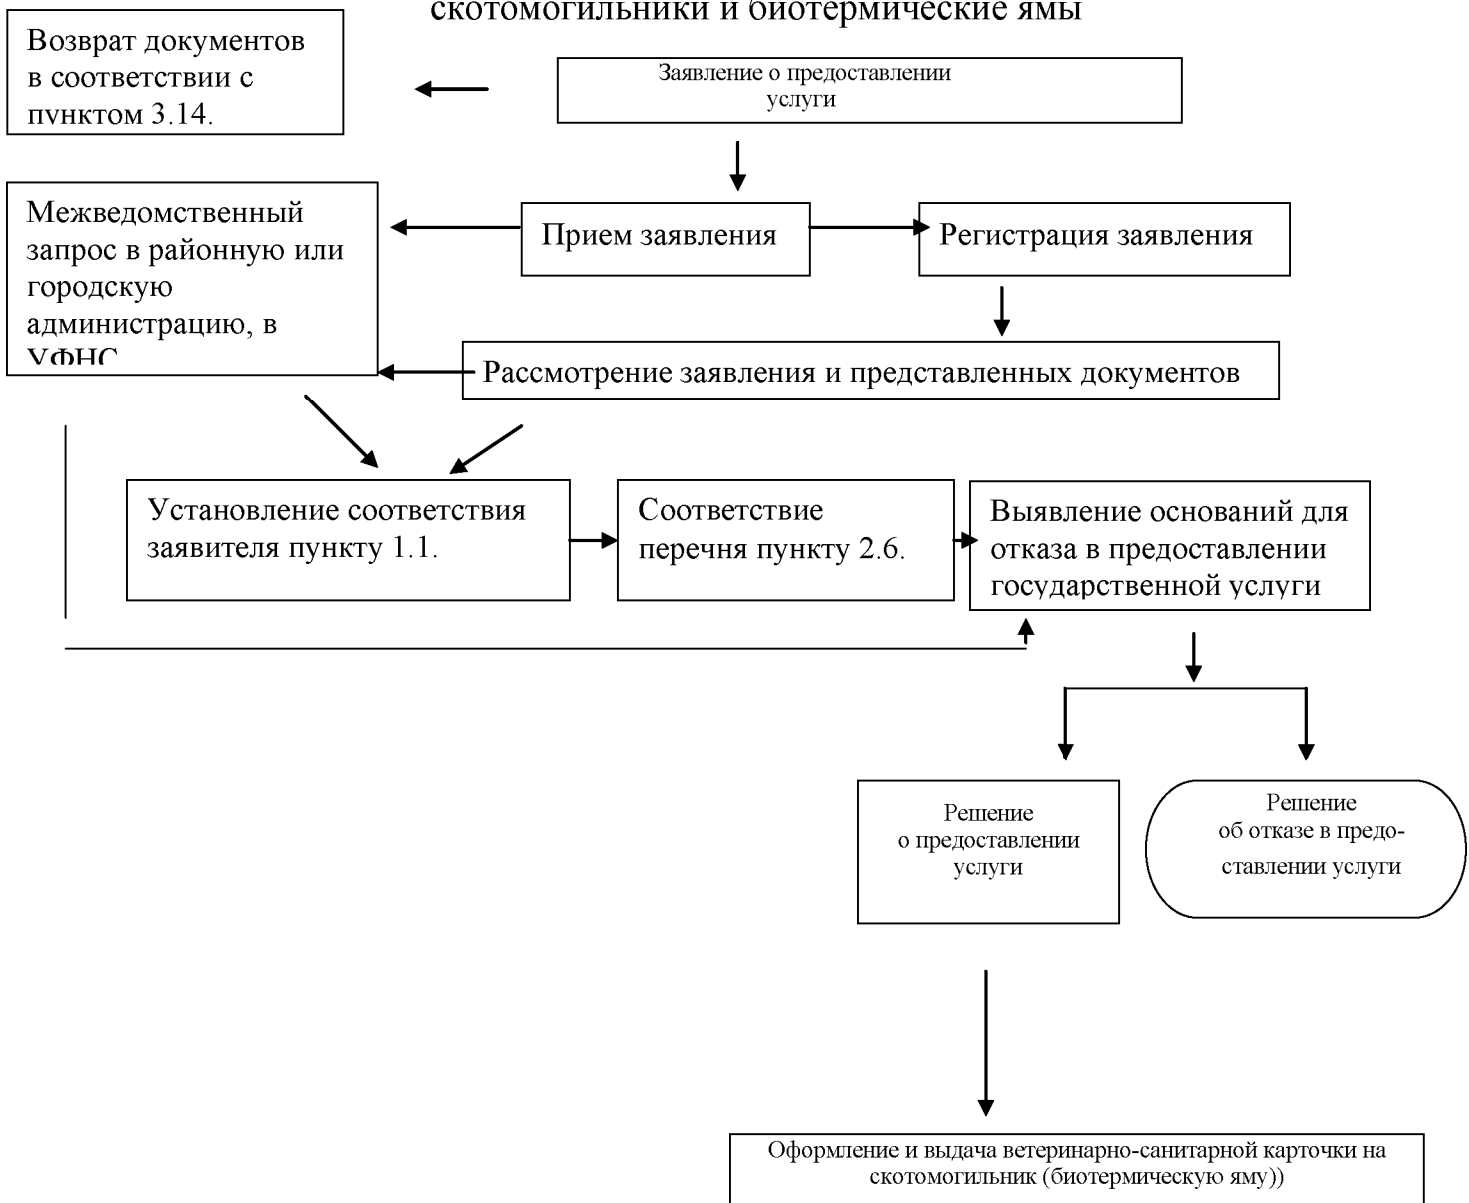 скотомогильники и биотермические ямы
Возврат документов
в соответствии с
пунктом 3.14.
Заявление о предоставлении
услуги
Межведомственный
запрос в районную или
городскую
администрацию, в
УФНС
Прием заявления
Регистрация заявления
Рассмотрение заявления и представленных документов
Установление соответствия
заявителя пункту 1.1.
Соответствие
перечня пункту 2.6.
Выявление оснований для
отказа в предоставлении
государственной услуги
Решение
о предоставлении
услуги
Решение
об отказе в предо-
ставлении услуги
Оформление и выдача ветеринарно-санитарной карточки на
скотомогильник (биотермическую яму))